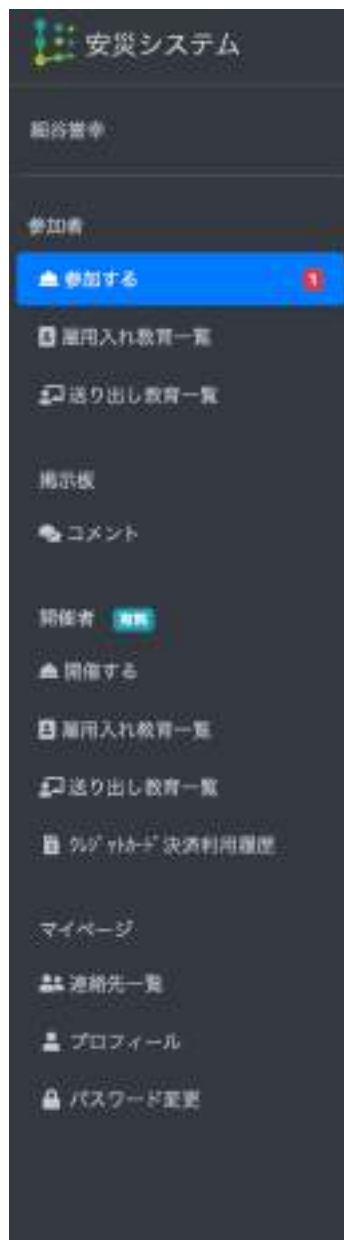 安災システム
細谷誉幸
参加者
参加する 1
雇用入れ教育一覧
送り出し教育一覧
掲示板
コメント
開催者 有料
開催する
雇用入れ教育一覧
送り出し教育一覧
ｸﾚｼﾞｯﾄｶｰﾄﾞ決済利用履歴
マイページ
連絡先一覧
プロフィール
パスワード変更